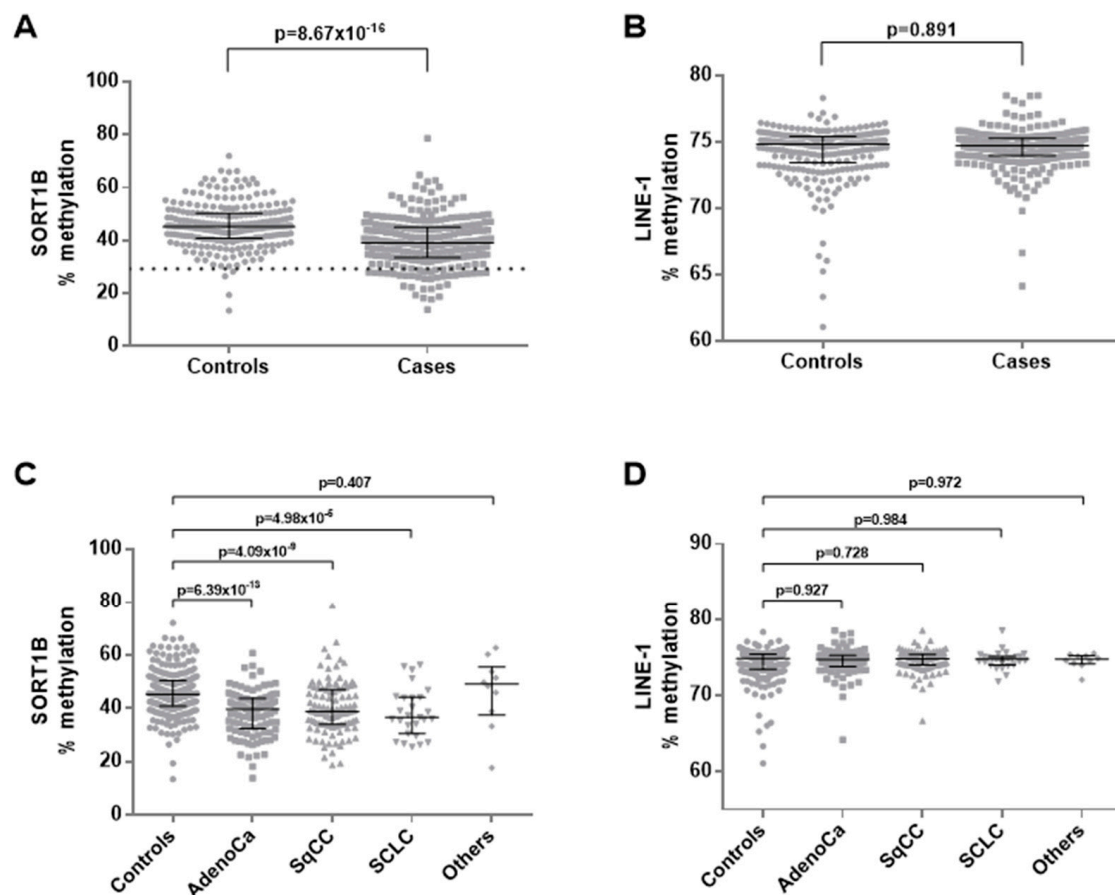 A
p=8.67x10-16
SORT1B
% methylation
100
80
60
40
20
0
Controls
Cases
B
p=0.891
LINE-1
% methylation
80
75
70
65
60
Controls
Cases
C
p=0.407
p=4.98x10-5
p=4.09x10-9
p=6.39x10-13
SORT1B
% methylation
100
80
60
40
20
0
Controls
AdenoCa
SqCC
SCLC
Others
D
p=0.972
p=0.984
p=0.728
p=0.927
LINE-1
% methylation
90
80
70
60
Controls
AdenoCa
SqCC
SCLC
Others